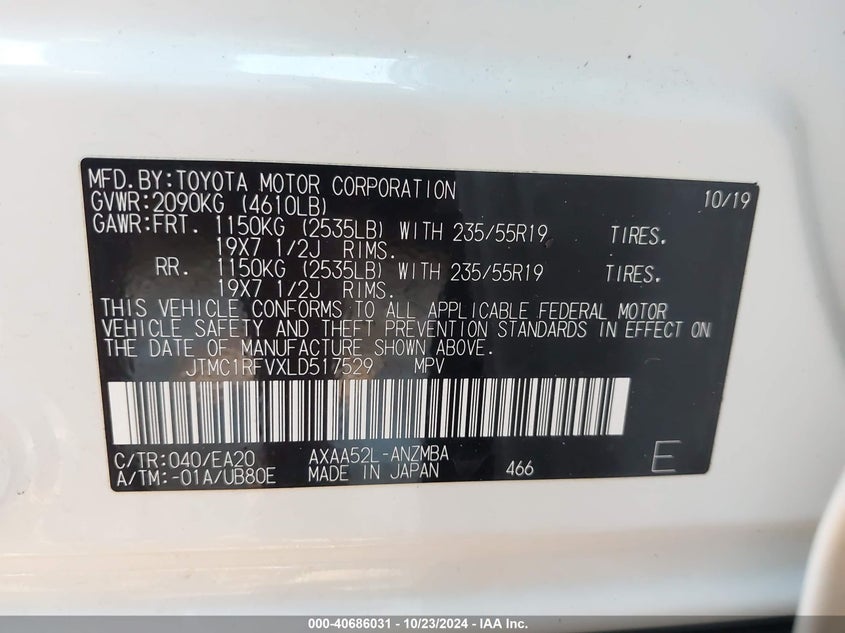 MFD.BY:TOYOTA MOTOR CORPORATION 10/19
GVWR:2090KG (4610LB)
GAWR:FRT. 1150KG (2535LB) WITH 235/55R19 TIRES.
19X7 1/2J RIMS.
RR. 1150KG (2535LB) WITH 235/55R19 TIRES.
19X7 1/2J RIMS.
THIS VEHICLE CONFORMS TO ALL APPLICABLE FEDERAL MOTOR
VEHICLE SAFETY AND THEFT PREVENTION STANDARDS IN EFFECT ON
THE DATE OF MANUFACTURE SHOWN ABOVE.
JTMC1RFVXLD517529 MPV
C/TR:040/EA20 AXAA52L-ANZMBA
A/TM:-01A/UB80E MADE IN JAPAN 466 E
000-40686031 - 10/23/2024 - IAA Inc.